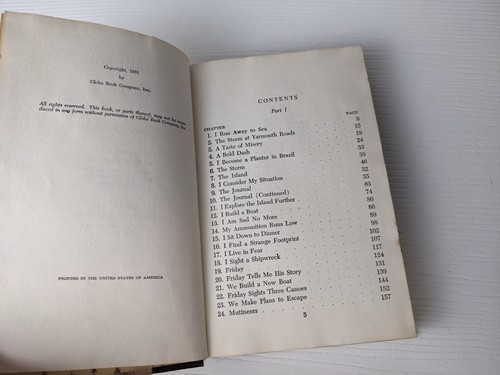 Copyright, 1951
by
Globe Book Company, Inc.
All rights reserved. This book, or parts thereof, may not be repro-
duced in any form without permission of Globe Book Company, Inc.
PRINTED IN THE UNITED STATES OF AMERICA
CONTENTS
Part I
CHAPTER PAGE
1. I Run Away to Sea 9
2. The Storm at Yarmouth Roads 15
3. A Taste of Misery 19
4. A Bold Dash 24
5. I Become a Planter in Brazil 35
6. The Storm 39
7. The Island 46
8. I Consider My Situation 52
9. The Journal 55
10. The Journal (Continued) 63
11. I Explore the Island Further 74
12. I Build a Boat 80
13. I Am Sad No More 86
14. My Ammunition Runs Low 89
15. I Sit Down to Dinner 98
16. I Find a Strange Footprint 102
17. I Live in Fear 107
18. I Sight a Shipwreck 117
19. Friday 124
20. Friday Tells Me His Story 131
21. We Build a New Boat 139
22. Friday Sights Three Canoes 144
23. We Make Plans to Escape 152
24. Mutineers 157
5